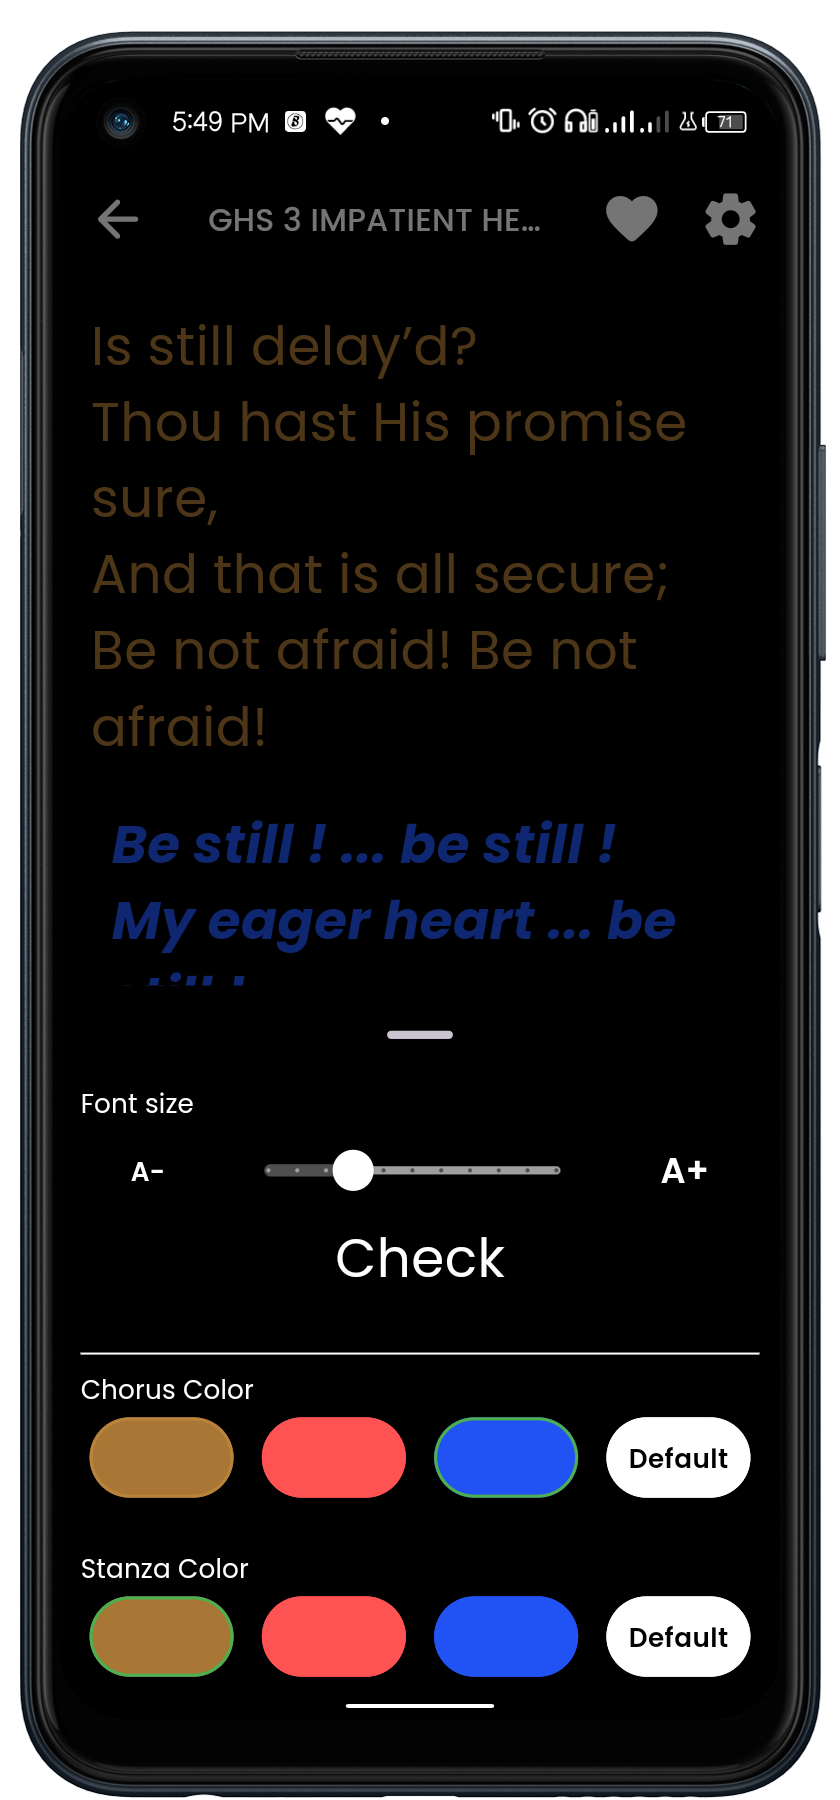 5:49 PM
71
GHS 3 IMPATIENT HE...
Is still delay’d?
Thou hast His promise
sure,
And that is all secure;
Be not afraid! Be not
afraid!
Be still ! ... be still !
My eager heart ... be
still !
Font size
A-
A+
Check
Chorus Color
Default
Stanza Color
Default